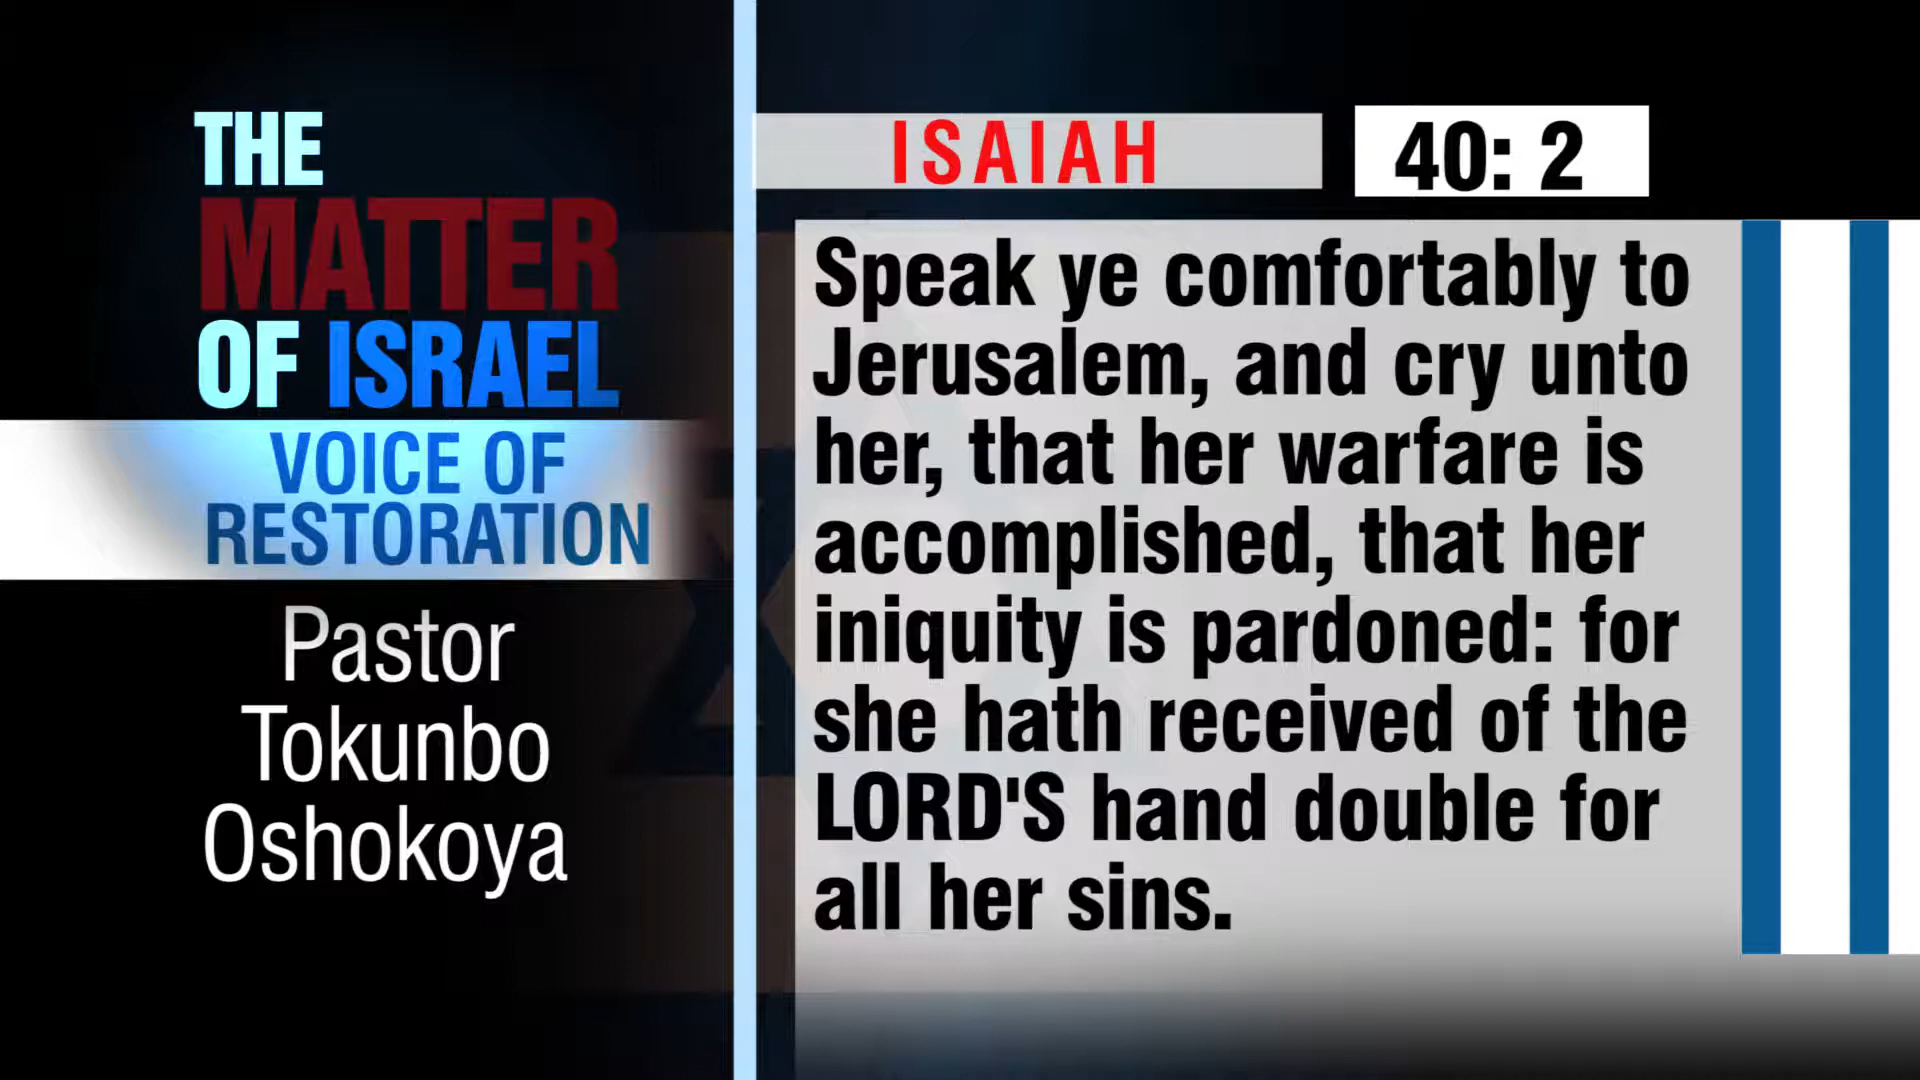 THE
MATTER
OF ISRAEL
VOICE OF
RESTORATION
Pastor
Tokunbo
Oshokoya
ISAIAH 40: 2
Speak ye comfortably to
Jerusalem, and cry unto
her, that her warfare is
accomplished, that her
iniquity is pardoned: for
she hath received of the
LORD'S hand double for
all her sins.